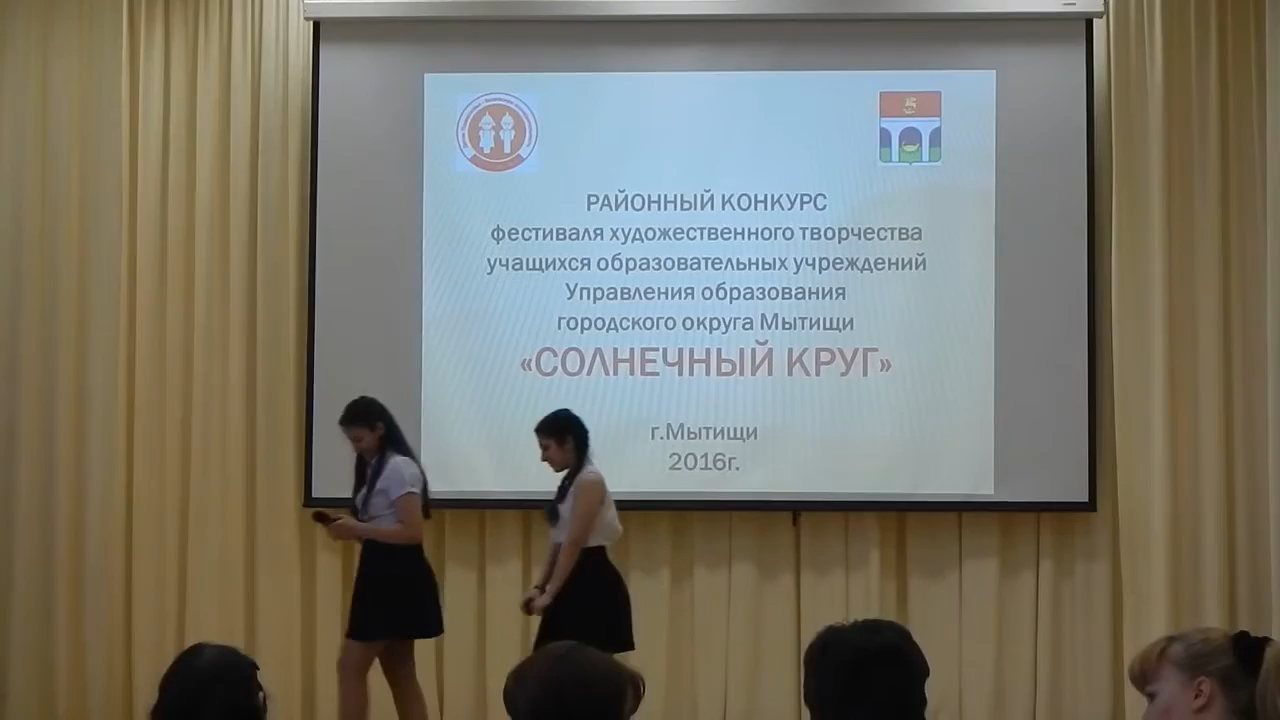 РАЙОННЫЙ КОНКУРС
фестиваля художественного творчества
учащихся образовательных учреждений
Управления образования
городского округа Мытищи
«СОЛНЕЧНЫЙ КРУГ»
г.Мытищи
2016г.